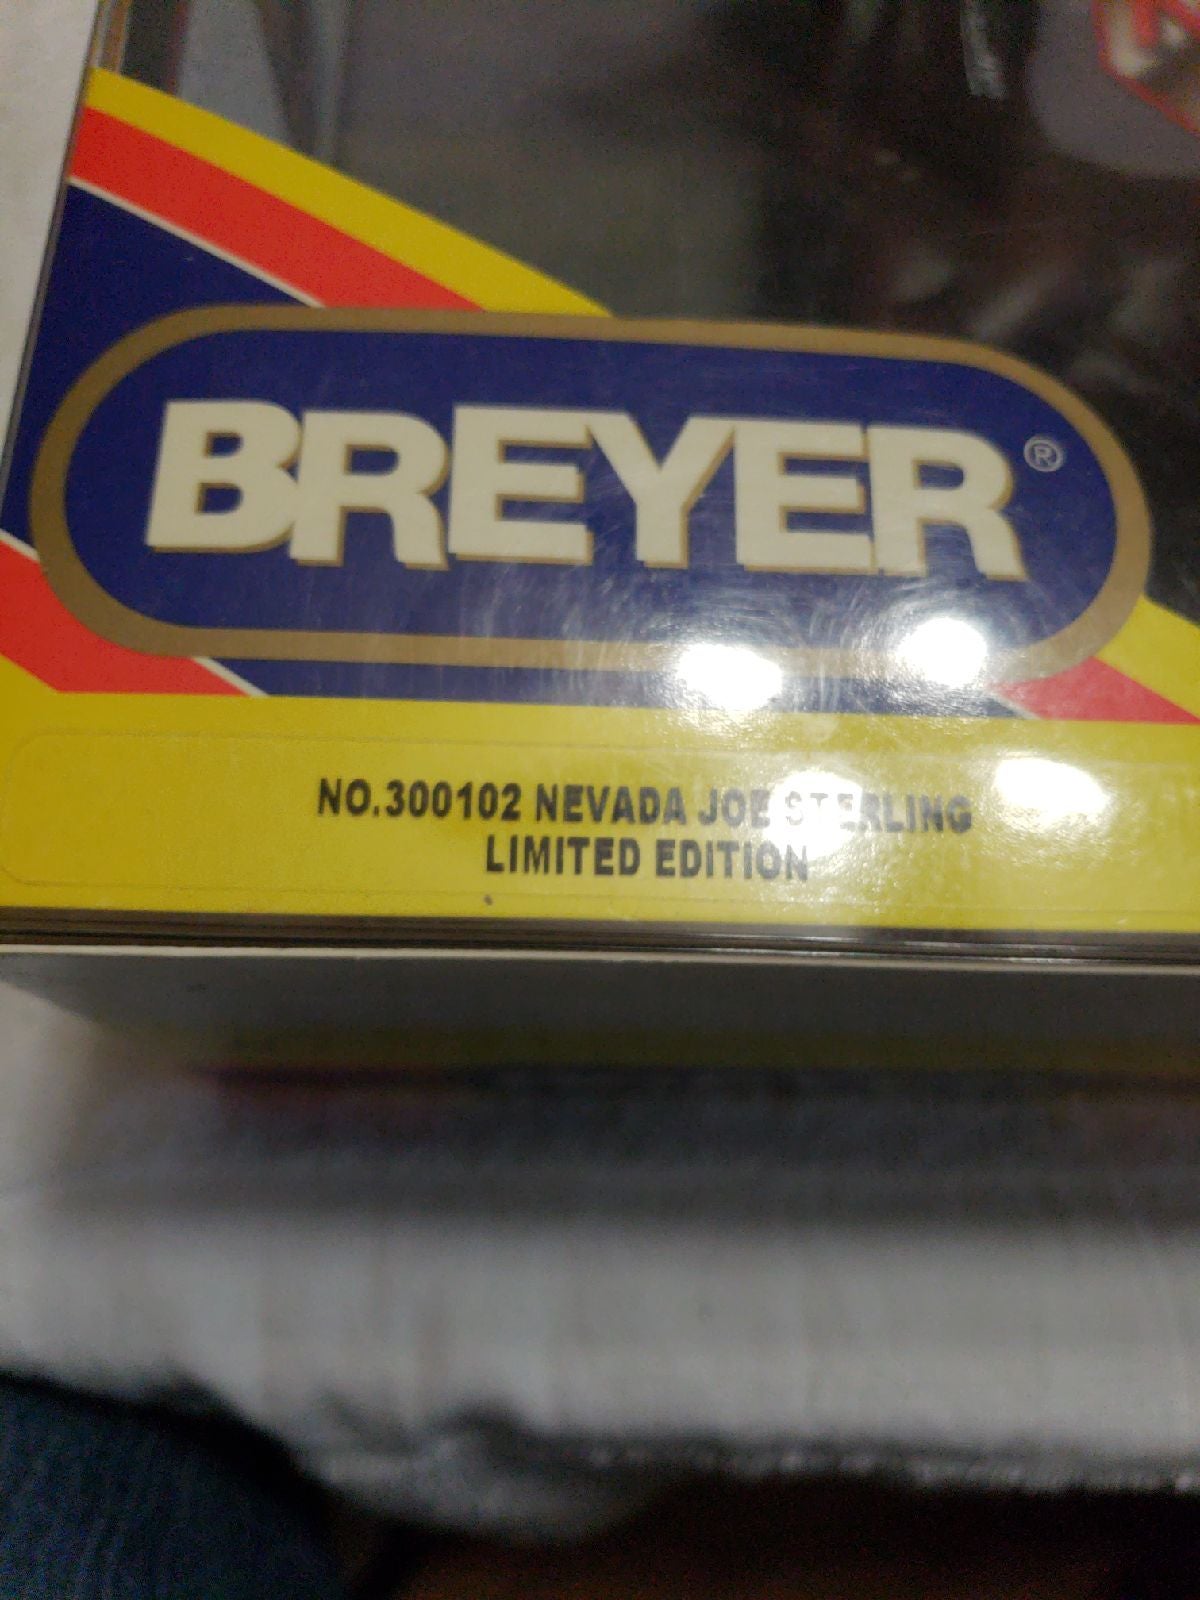 BREYER®
NO.300102 NEVADA JOE STERLING
LIMITED EDITION